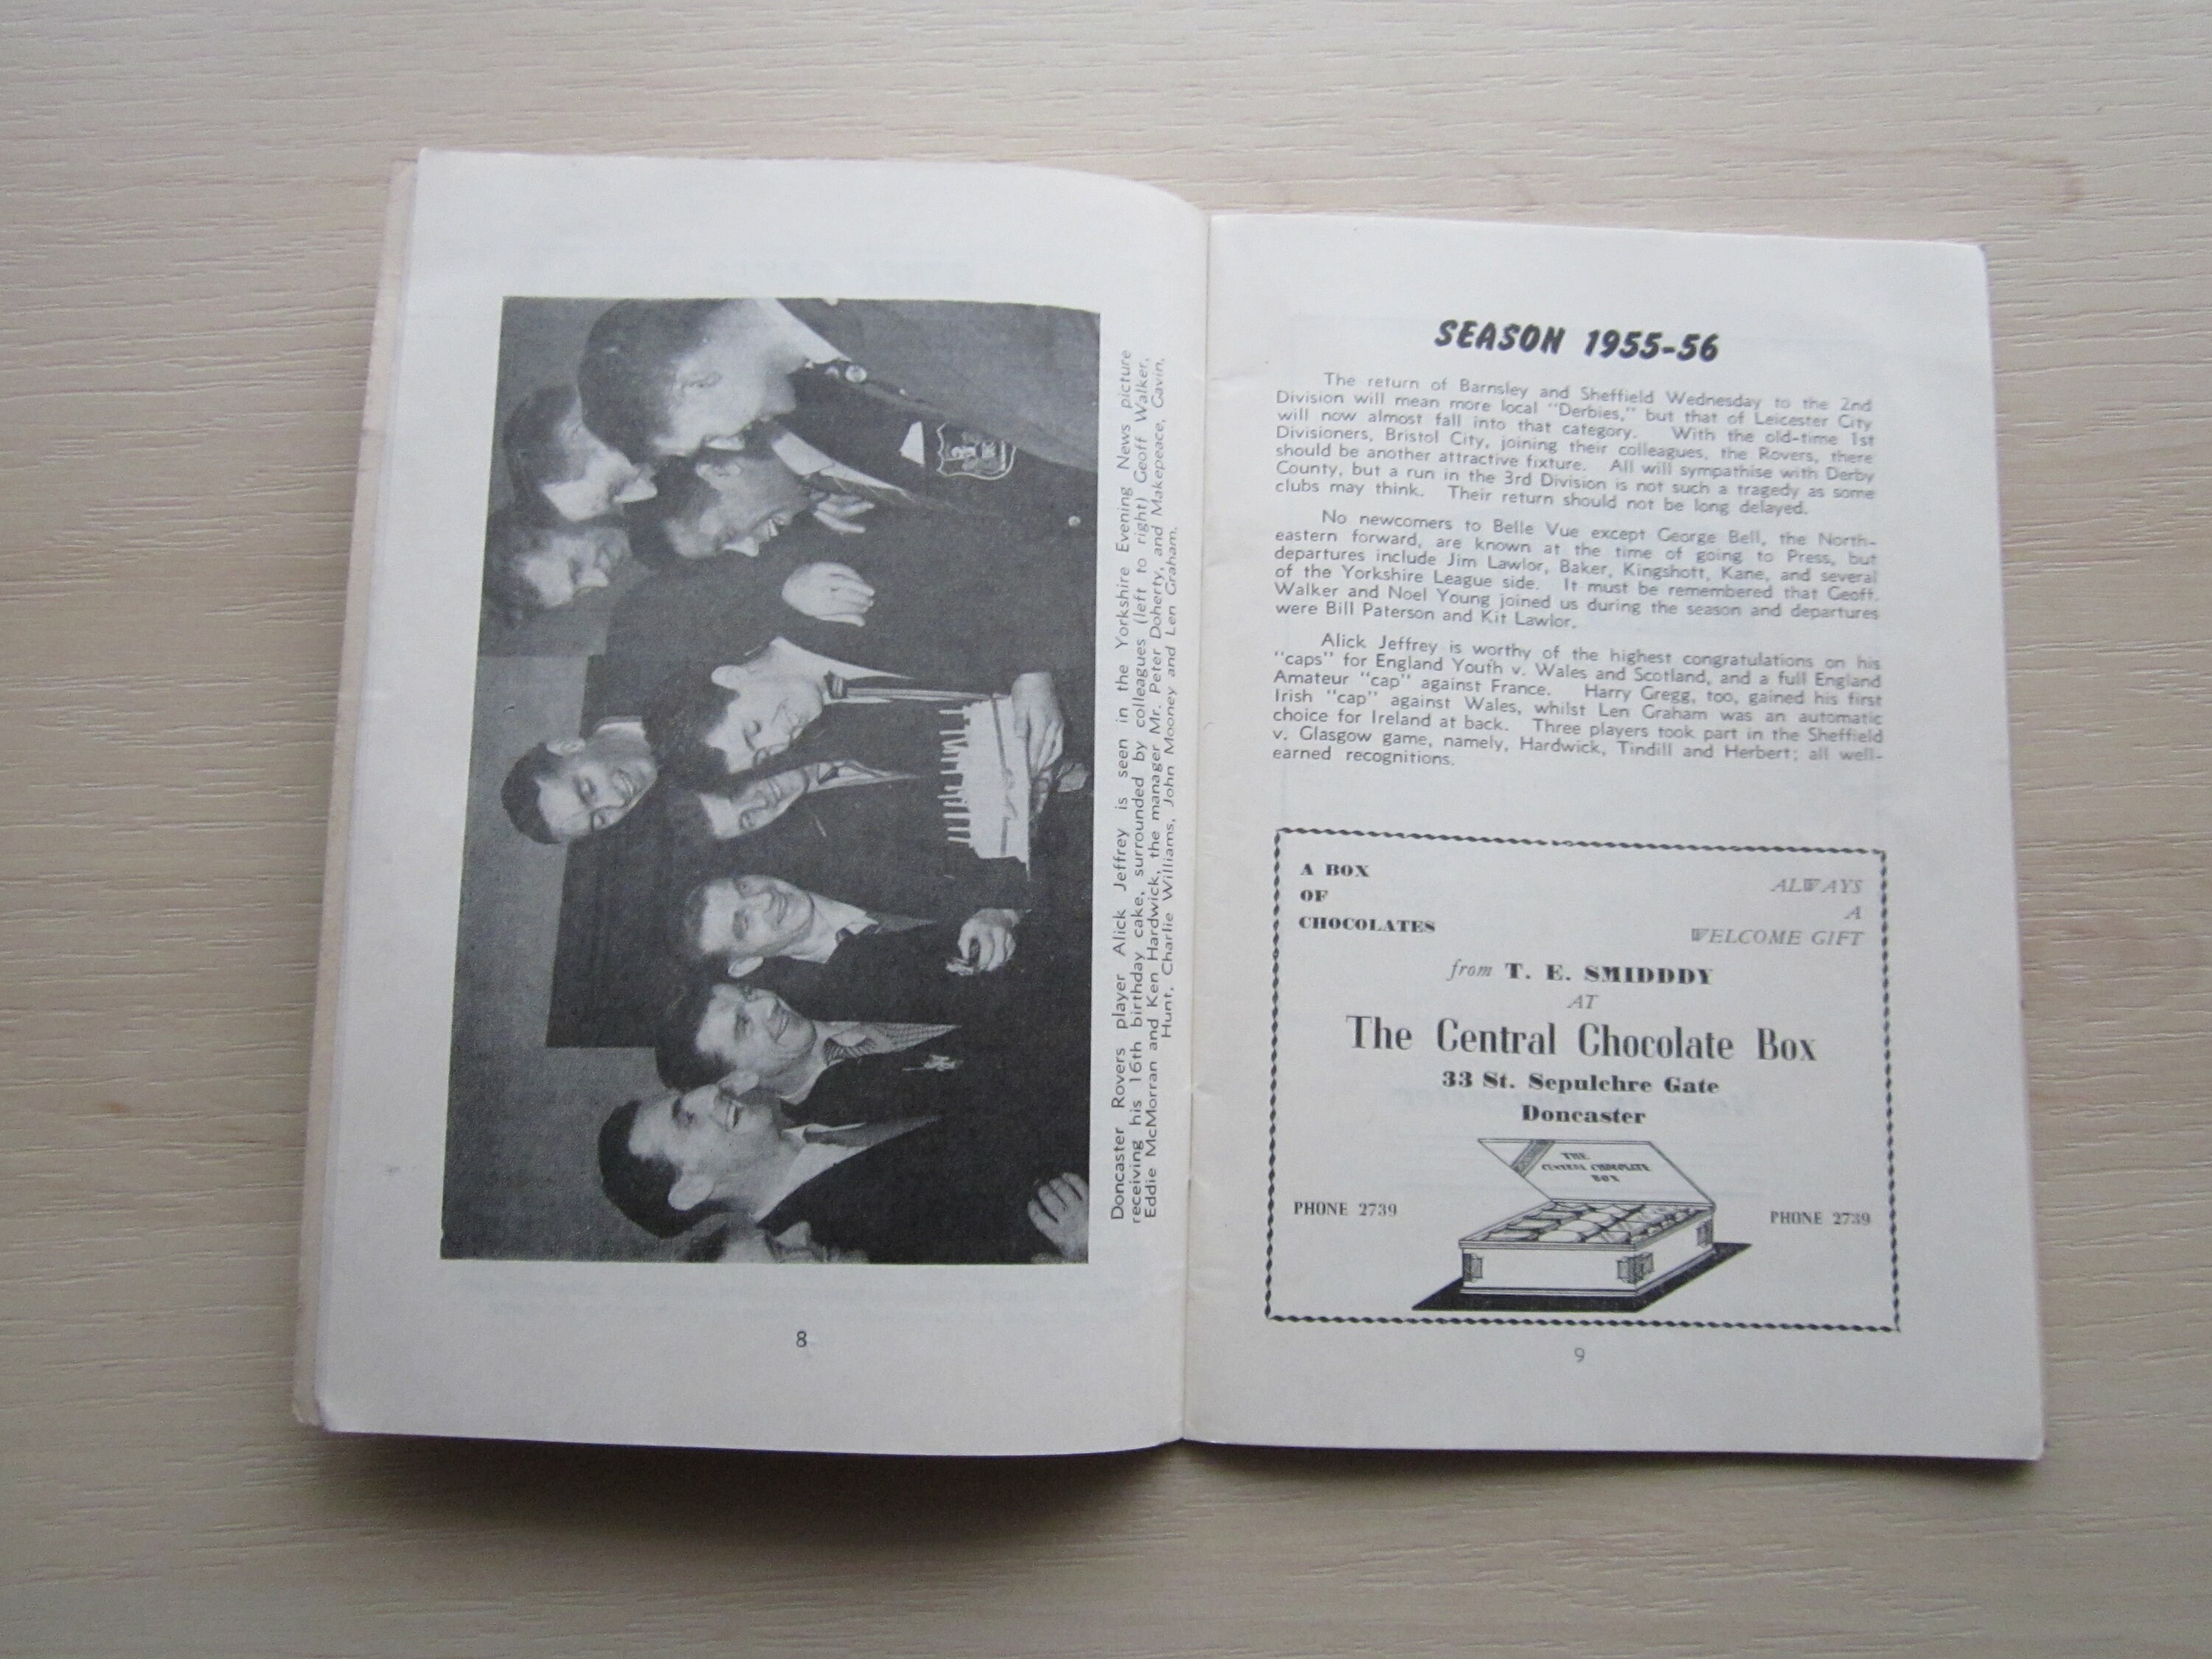 Doncaster Rovers player Alick Jeffrey is seen in the Yorkshire Evening News picture
receiving his 16th birthday cake, surrounded by colleagues (left to right) Geoff Walker,
Eddie McMorran and Ken Hardwick, the manager Mr. Peter Doherty, and Makepeace, Gavin,
Hunt, Charlie Williams, John Mooney and Len Graham.
8
SEASON 1955-56
The return of Barnsley and Sheffield Wednesday to the 2nd
Division will mean more local "Derbies," but that of Leicester City
will now almost fall into that category. With the old-time 1st
Divisioners, Bristol City, joining their colleagues, the Rovers, there
should be another attractive fixture. All will sympathise with Derby
County, but a run in the 3rd Division is not such a tragedy as some
clubs may think. Their return should not be long delayed.
No newcomers to Belle Vue except George Bell, the North-
eastern forward, are known at the time of going to Press, but
departures include Jim Lawlor, Baker, Kingshott, Kane, and several
of the Yorkshire League side. It must be remembered that Geoff.
Walker and Noel Young joined us during the season and departures
were Bill Paterson and Kit Lawlor.
Alick Jeffrey is worthy of the highest congratulations on his
"caps" for England Youth v. Wales and Scotland, and a full England
Amateur "cap" against France. Harry Gregg, too, gained his first
Irish "cap" against Wales, whilst Len Graham was an automatic
choice for Ireland at back. Three players took part in the Sheffield
v. Glasgow game, namely, Hardwick, Tindill and Herbert; all well-
earned recognitions.
A BOX
OF
CHOCOLATES
ALWAYS
A
WELCOME GIFT
from T. E. SMIDDDY
AT
The Central Chocolate Box
33 St. Sepulchre Gate
Doncaster
THE
CENTRAL CHOCOLATE
BOX
PHONE 2739
PHONE 2739
9